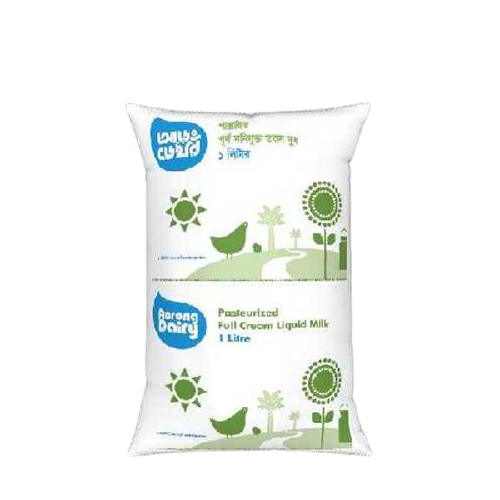 আড়ং
ডেইরি
পাস্তুরিত
পূর্ণ ননিযুক্ত তরল দুধ
১ লিটার
Aarong
Dairy
Pasteurized
Full Cream Liquid Milk
1 Litre